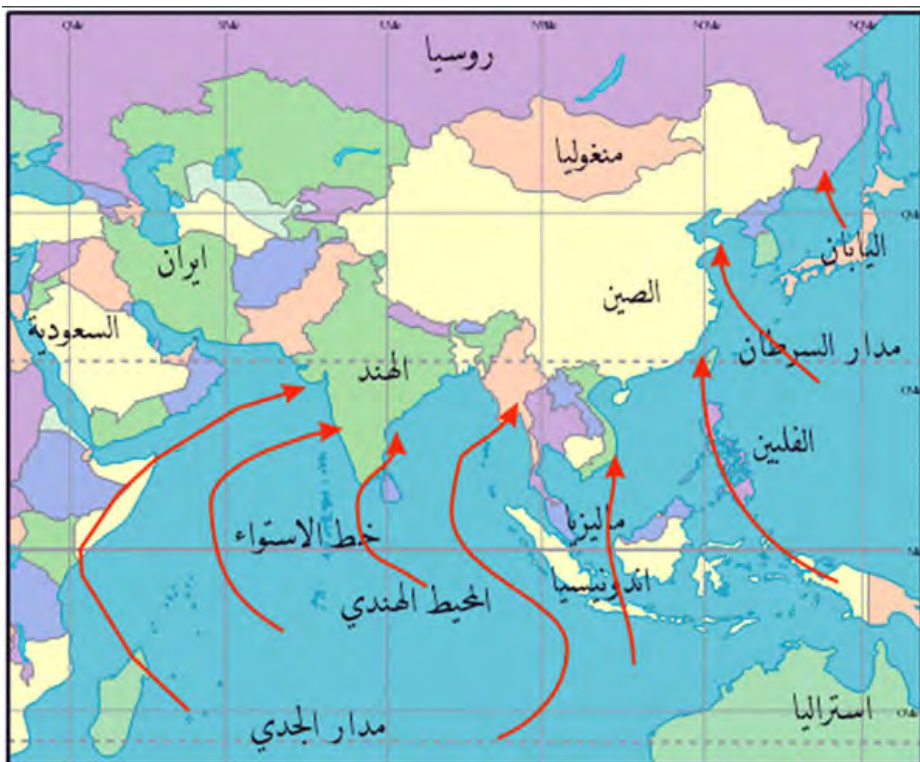 روسيا
منغوليا
ايران
اليابان
الصين
السعودية
مدار السرطان
الهند
الفلبين
ماليزيا
خط الاستواء
اندونيسيا
المحيط الهندي
استراليا
مدار الجدي